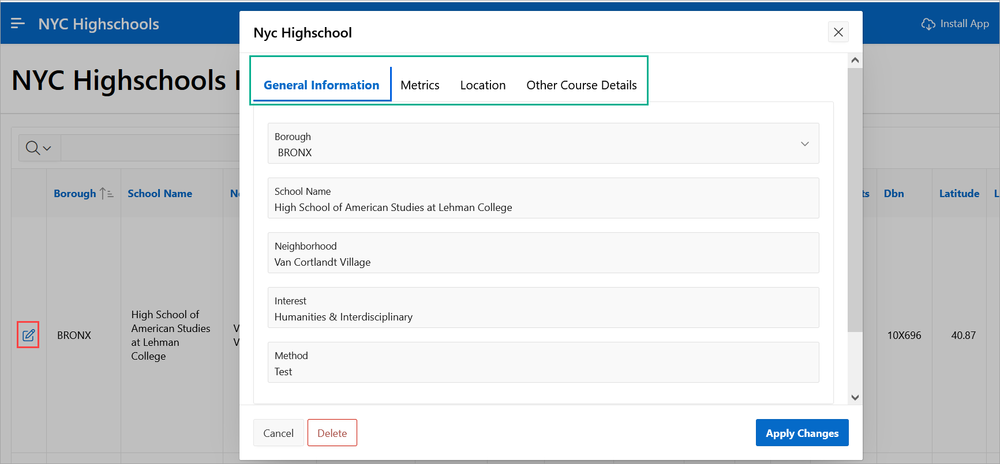 NYC Highschools
Install App
NYC Highschools
Nyc Highschool
General Information
Metrics
Location
Other Course Details
Borough
BRONX
School Name
High School of American Studies at Lehman College
Neighborhood
Van Cortlandt Village
Interest
Humanities & Interdisciplinary
Method
Test
Cancel
Delete
Apply Changes
Borough
School Name
Dbn
Latitude
BRONX
High School of
American Studies
at Lehman
College
10X696
40.87